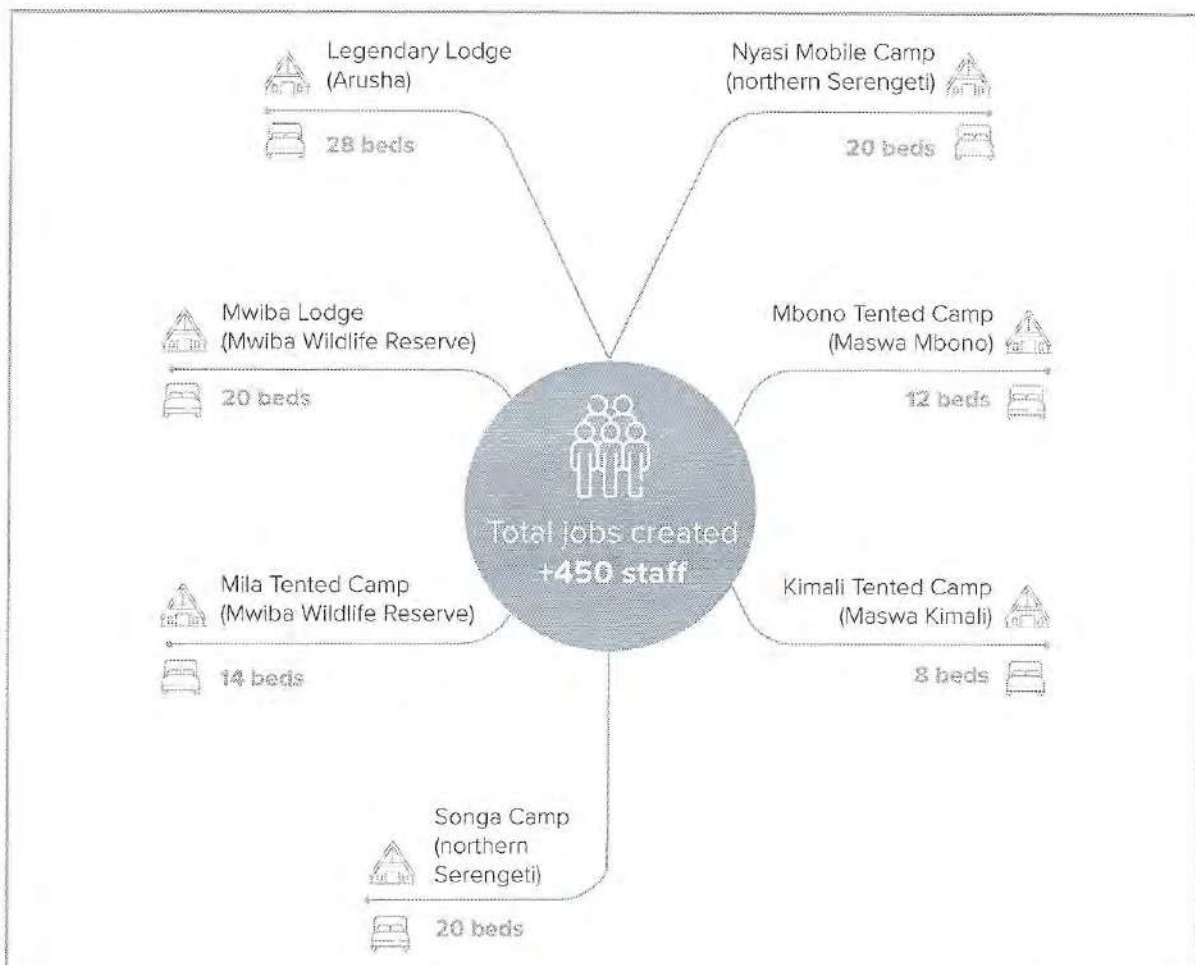 Legendary Lodge
(Arusha)
28 beds
Nyasi Mobile Camp
(northern Serengeti)
20 beds
Mwiba Lodge
(Mwiba Wildlife Reserve)
20 beds
Mbono Tented Camp
(Maswa Mbono)
12 beds
Total jobs created
+450 staff
Mila Tented Camp
(Mwiba Wildlife Reserve)
14 beds
Kimali Tented Camp
(Maswa Kimali)
8 beds
Songa Camp
(northern
Serengeti)
20 beds